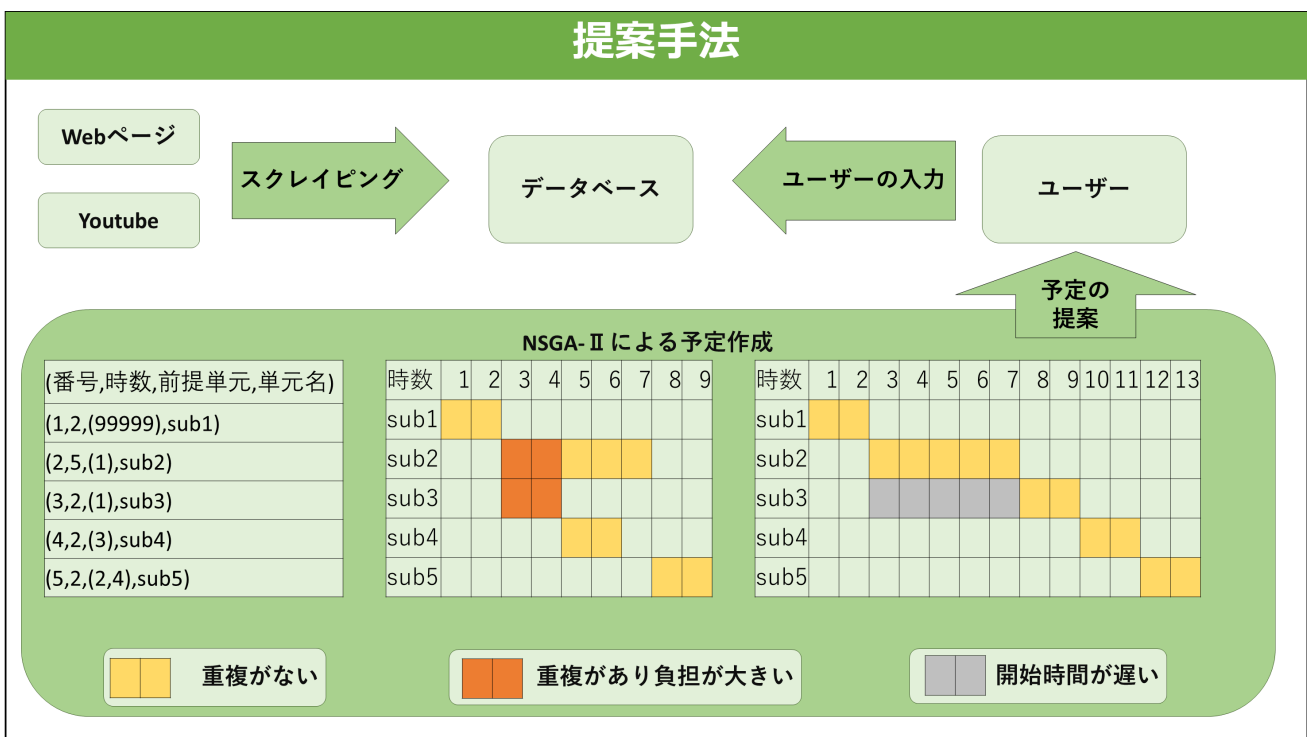 提案手法
Webページ
Youtube
スクレイピング
データベース
ユーザーの入力
ユーザー
予定の
提案
NSGA-Ⅱによる予定作成
(番号,時数,前提単元,単元名)
(1,2,(99999),sub1)
(2,5,(1),sub2)
(3,2,(1),sub3)
(4,2,(3),sub4)
(5,2,(2,4),sub5)
時数 1 2 3 4 5 6 7 8 9
sub1
sub2
sub3
sub4
sub5
時数 1 2 3 4 5 6 7 8 9 10 11 12 13
sub1
sub2
sub3
sub4
sub5
重複がない
重複があり負担が大きい
開始時間が遅い